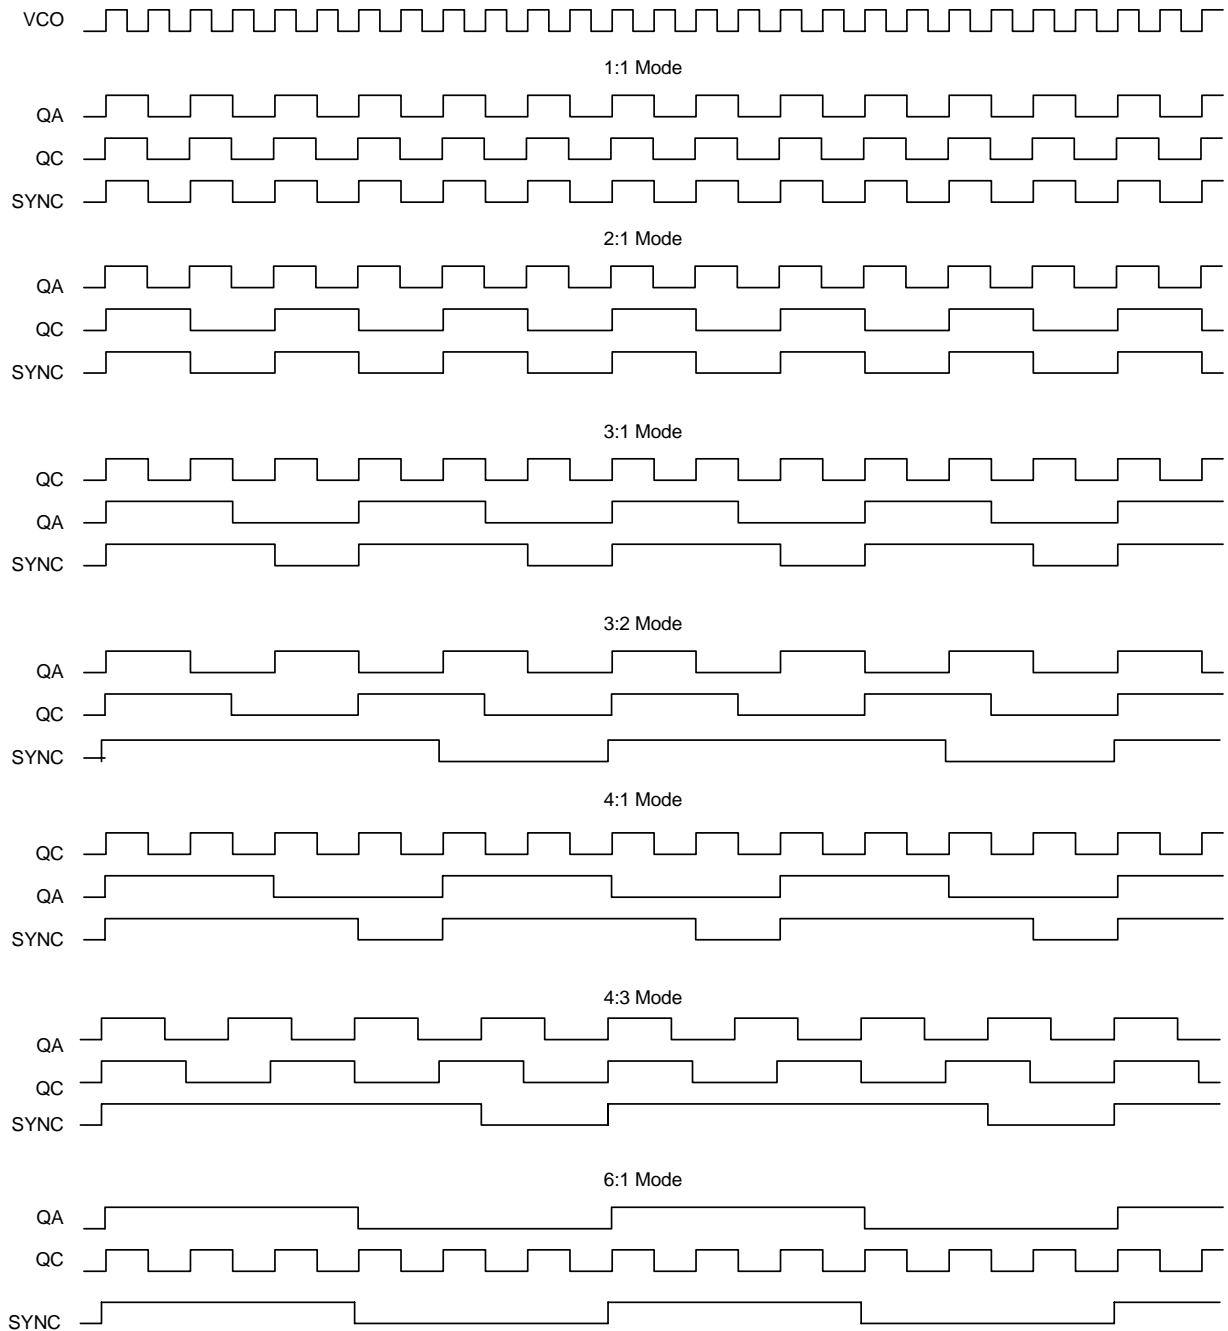 VCO
1:1 Mode
QA
QC
SYNC
2:1 Mode
QA
QC
SYNC
3:1 Mode
QC
QA
SYNC
3:2 Mode
QA
QC
SYNC
4:1 Mode
QC
QA
SYNC
4:3 Mode
QA
QC
SYNC
6:1 Mode
QA
QC
SYNC